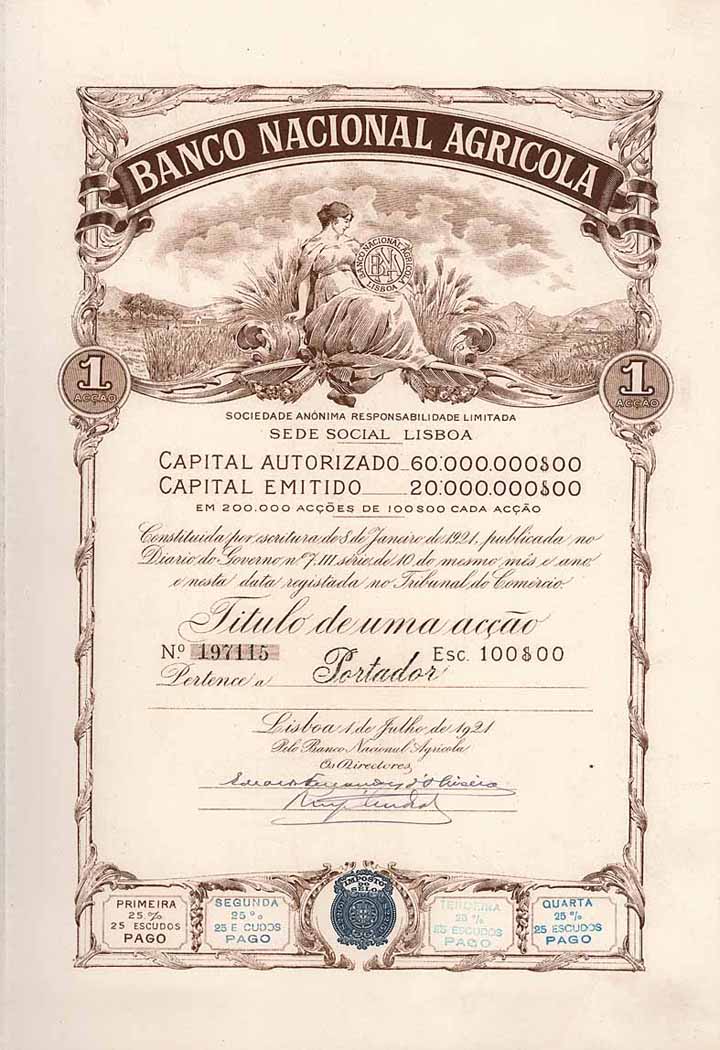 BANCO NACIONAL AGRICOLA
BANCO NACIONAL AGRICOLA
BNA
LISBOA
1
ACÇÃO
1
ACÇÃO
SOCIEDADE ANÓNIMA RESPONSABILIDADE LIMITADA
SEDE SOCIAL LISBOA
CAPITAL AUTORIZADO 60.000.000$00
CAPITAL EMITIDO 20.000.000$00
EM 200.000 ACÇÕES DE 100$00 CADA ACÇÃO
Constituida por escritura de 8 de Janeiro de 1921, publicada no
Diario do Governo nº 7, III série, de 10 do mesmo mês e ano
e nesta data registada no Tribunal do Comércio.
Titulo de uma acção
Nº 197115 Esc. 100$00
Pertence a Portador
Lisboa 1 de Julho de 1921
Pelo Banco Nacional Agricola
Os Directores,
IMPOSTO
DO
SELO
PRIMEIRA
25 %
25 ESCUDOS
PAGO
SEGUNDA
25 %
25 E CUDOS
PAGO
TERCEIRA
25 %
25 ESCUDOS
PAGO
QUARTA
25 %
25 ESCUDOS
PAGO